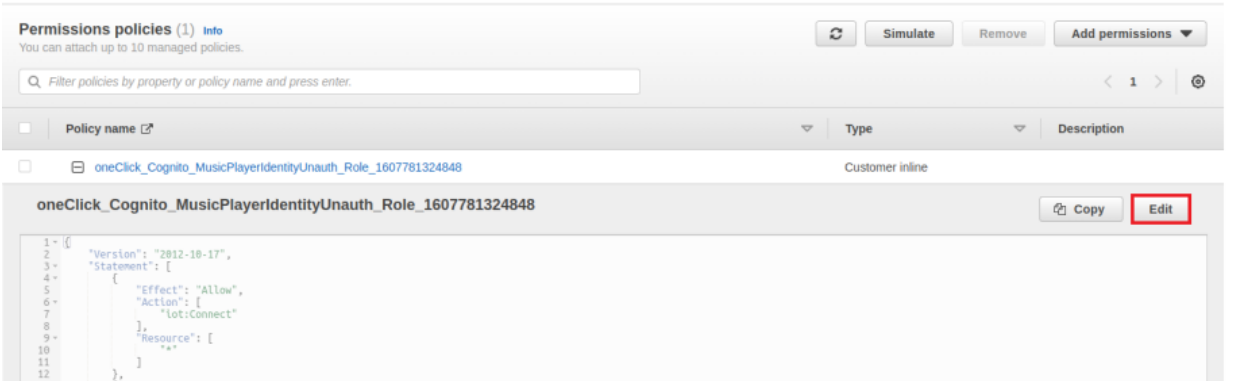 Permissions policies (1) Info
You can attach up to 10 managed policies.
Simulate Remove Add permissions
Filter policies by property or policy name and press enter.
1
Policy name Type Description
oneClick_Cognito_MusicPlayerIdentityUnauth_Role_1607781324848 Customer inline
oneClick_Cognito_MusicPlayerIdentityUnauth_Role_1607781324848 Copy Edit
1 {
2 "Version": "2012-10-17",
3 "Statement": [
4 {
5 "Effect": "Allow",
6 "Action": [
7 "iot:Connect"
8 ],
9 "Resource": [
10 "*"
11 ]
12 },